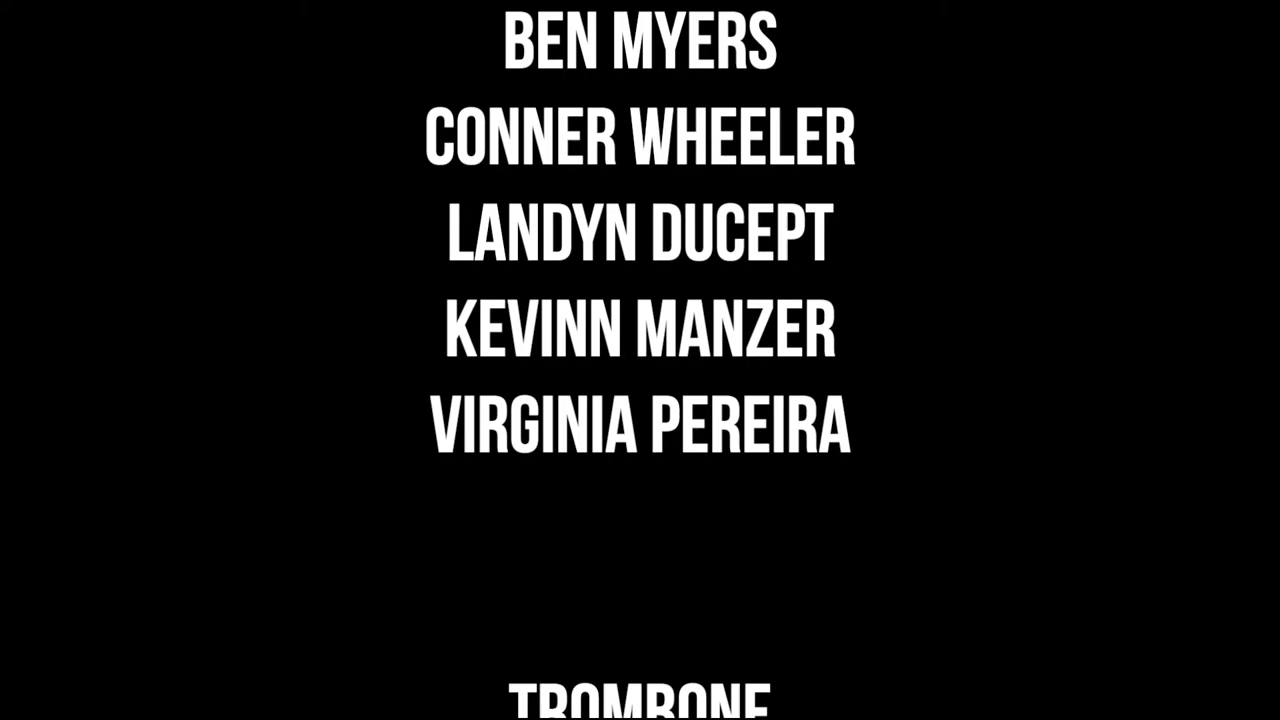 BEN MYERS
CONNER WHEELER
LANDYN DUCEPT
KEVINN MANZER
VIRGINIA PEREIRA
TROMBONE